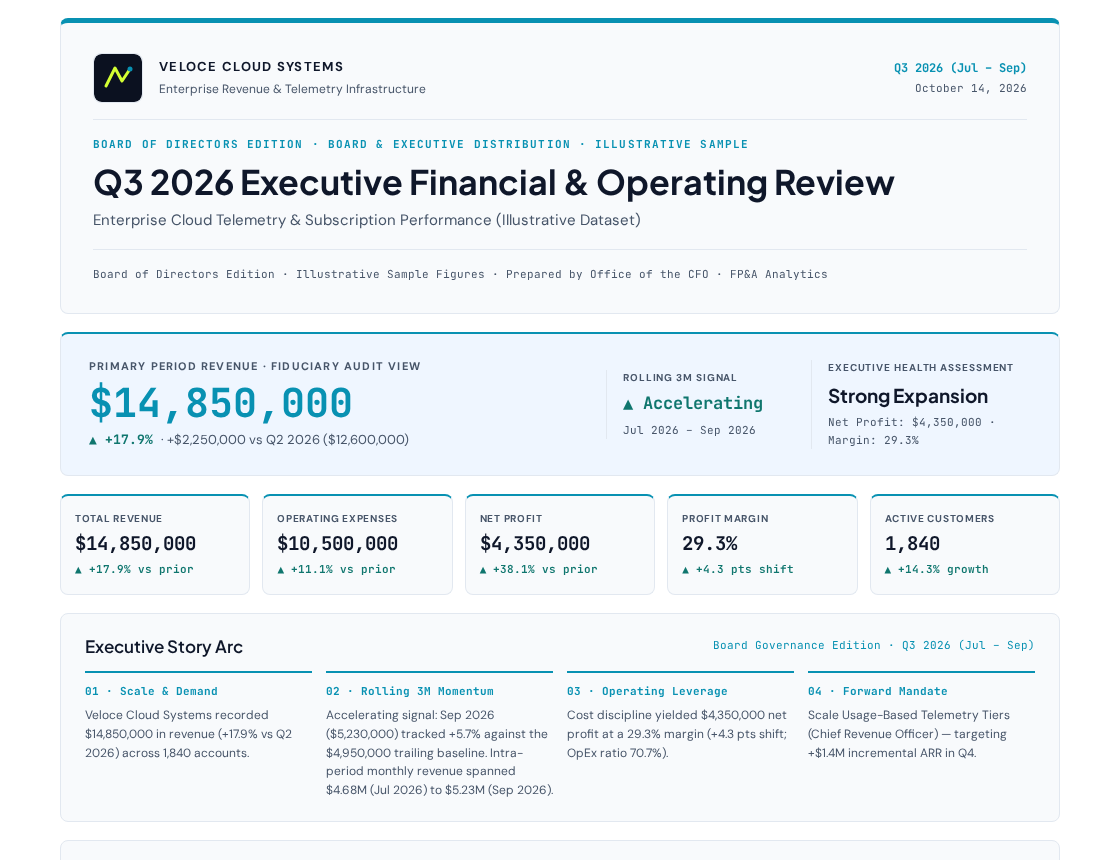 VELOCE CLOUD SYSTEMS
Enterprise Revenue & Telemetry Infrastructure
Q3 2026 (Jul – Sep)
October 14, 2026
BOARD OF DIRECTORS EDITION · BOARD & EXECUTIVE DISTRIBUTION · ILLUSTRATIVE SAMPLE
Q3 2026 Executive Financial & Operating Review
Enterprise Cloud Telemetry & Subscription Performance (Illustrative Dataset)
Board of Directors Edition · Illustrative Sample Figures · Prepared by Office of the CFO · FP&A Analytics
PRIMARY PERIOD REVENUE · FIDUCIARY AUDIT VIEW
$14,850,000
▲ +17.9% · +$2,250,000 vs Q2 2026 ($12,600,000)
ROLLING 3M SIGNAL
▲ Accelerating
Jul 2026 – Sep 2026
EXECUTIVE HEALTH ASSESSMENT
Strong Expansion
Net Profit: $4,350,000 ·
Margin: 29.3%
TOTAL REVENUE
$14,850,000
▲ +17.9% vs prior
OPERATING EXPENSES
$10,500,000
▲ +11.1% vs prior
NET PROFIT
$4,350,000
▲ +38.1% vs prior
PROFIT MARGIN
29.3%
▲ +4.3 pts shift
ACTIVE CUSTOMERS
1,840
▲ +14.3% growth
Executive Story Arc
Board Governance Edition · Q3 2026 (Jul – Sep)
01 · Scale & Demand
Veloce Cloud Systems recorded
$14,850,000 in revenue (+17.9% vs Q2
2026) across 1,840 accounts.
02 · Rolling 3M Momentum
Accelerating signal: Sep 2026
($5,230,000) tracked +5.7% against the
$4,950,000 trailing baseline. Intra-
period monthly revenue spanned
$4.68M (Jul 2026) to $5.23M (Sep 2026).
03 · Operating Leverage
Cost discipline yielded $4,350,000 net
profit at a 29.3% margin (+4.3 pts shift;
OpEx ratio 70.7%).
04 · Forward Mandate
Scale Usage-Based Telemetry Tiers
(Chief Revenue Officer) — targeting
+$1.4M incremental ARR in Q4.